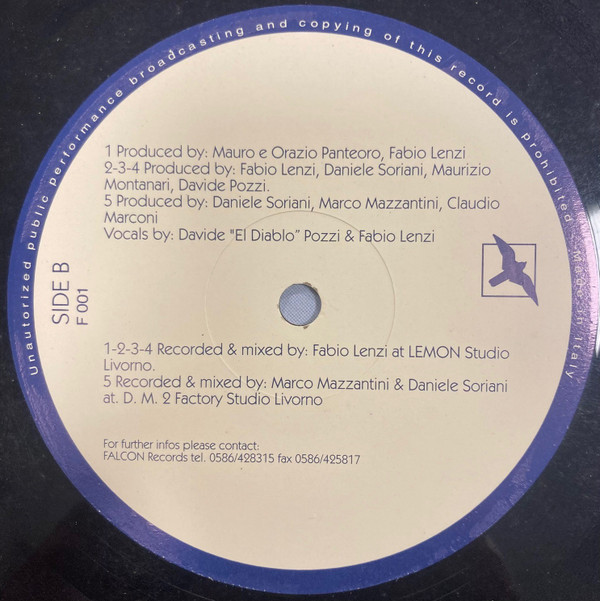 Unautorized public performance broadcasting and copying of this record is prohibited - Made in Italy
1 Produced by: Mauro e Orazio Panteoro, Fabio Lenzi
2-3-4 Produced by: Fabio Lenzi, Daniele Soriani, Maurizio
Montanari, Davide Pozzi.
5 Produced by: Daniele Soriani, Marco Mazzantini, Claudio
Marconi
Vocals by: Davide "El Diablo" Pozzi & Fabio Lenzi
SIDE B
F 001
1-2-3-4 Recorded & mixed by: Fabio Lenzi at LEMON Studio
Livorno.
5 Recorded & mixed by: Marco Mazzantini & Daniele Soriani
at. D. M. 2 Factory Studio Livorno
For further infos please contact:
FALCON Records tel. 0586/428315 fax 0586/425817